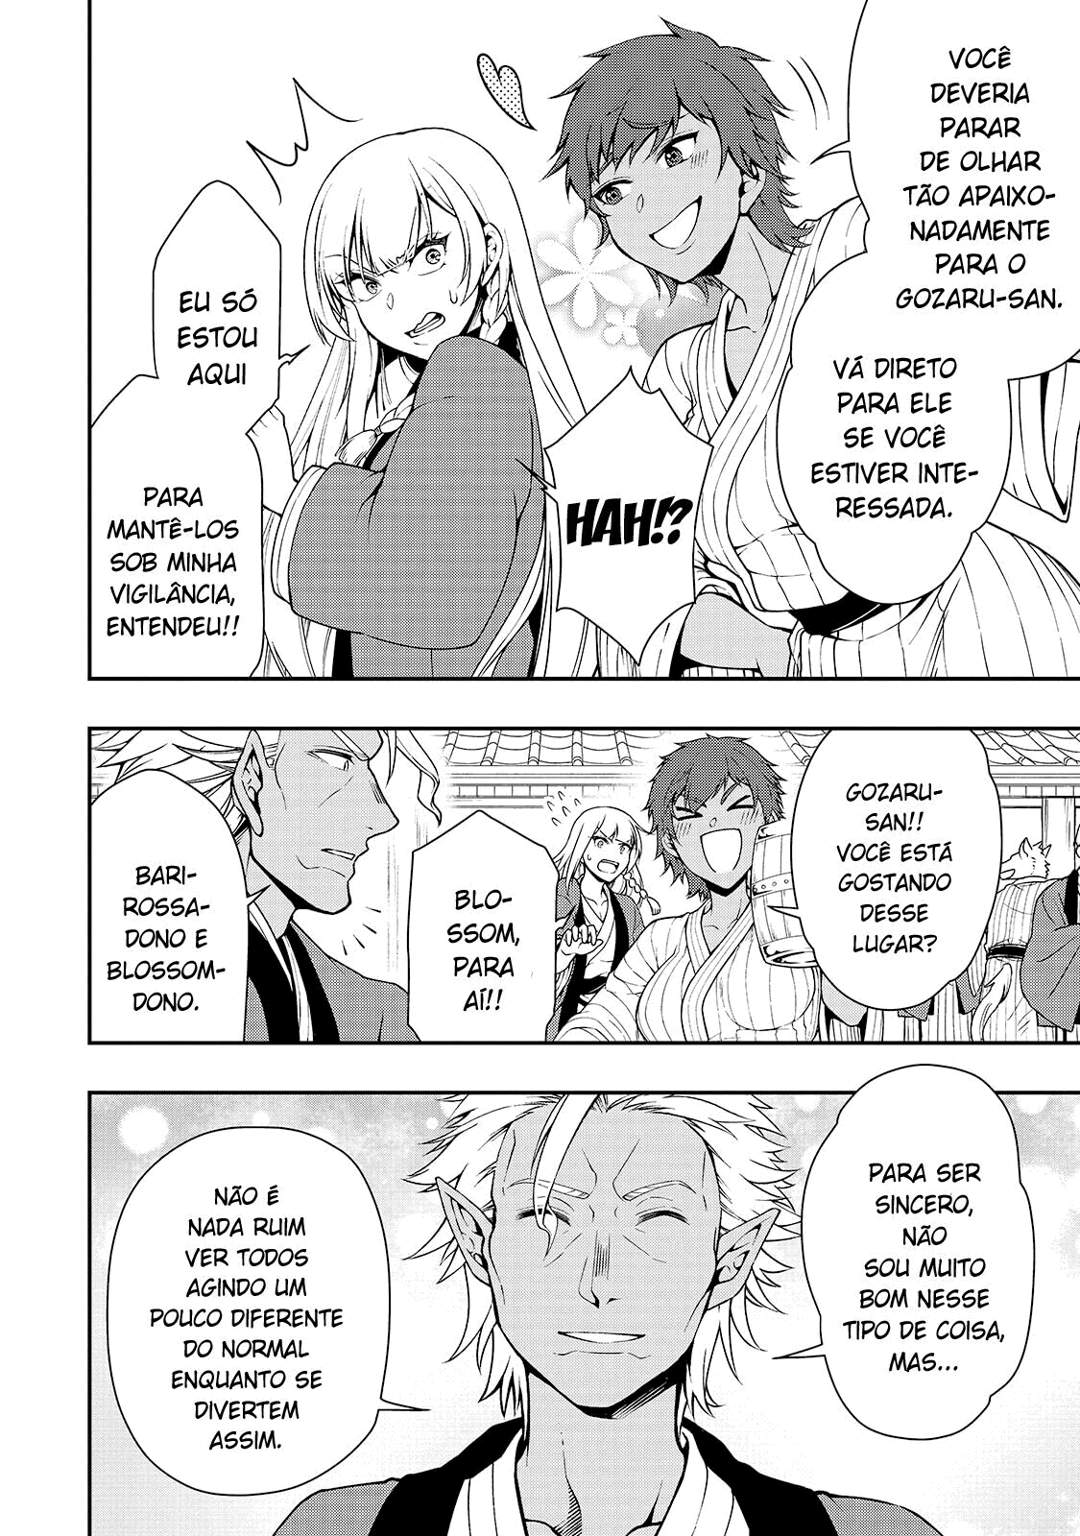 VOCÊ
DEVERIA
PARAR
DE OLHAR
TÃO APAIXO-
NADAMENTE
PARA O
GOZARU-SAN.
VÁ DIRETO
PARA ELE
SE VOCÊ
ESTIVER INTE-
RESSADA.
HAH!?
EU SÓ
ESTOU
AQUI
PARA
MANTÊ-LOS
SOB MINHA
VIGILÂNCIA,
ENTENDEU!!
GOZARU-
SAN!!
VOCÊ ESTÁ
GOSTANDO
DESSE
LUGAR?
BLO-
SSOM,
PARA
AÍ!!
BARI-
ROSSA-
DONO E
BLOSSOM-
DONO.
PARA SER
SINCERO,
NÃO
SOU MUITO
BOM NESSE
TIPO DE COISA,
MAS...
NÃO É
NADA RUIM
VER TODOS
AGINDO UM
POUCO DIFERENTE
DO NORMAL
ENQUANTO SE
DIVERTEM
ASSIM.